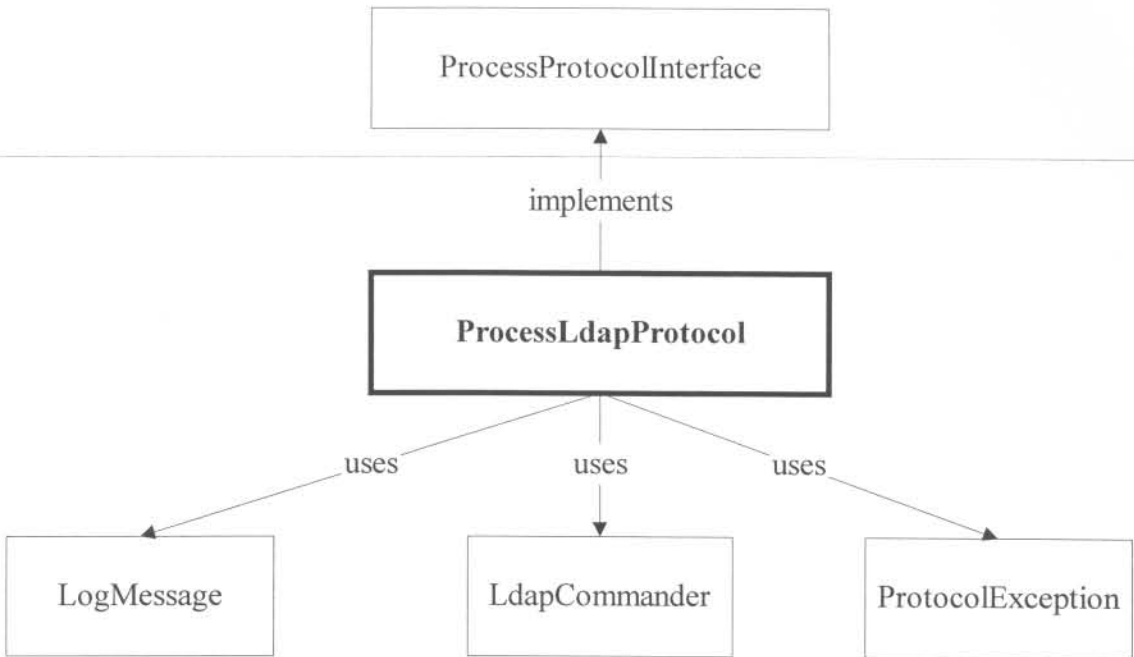 ProcessProtocolInterface
implements
ProcessLdapProtocol
uses uses uses
LogMessage LdapCommander ProtocolException